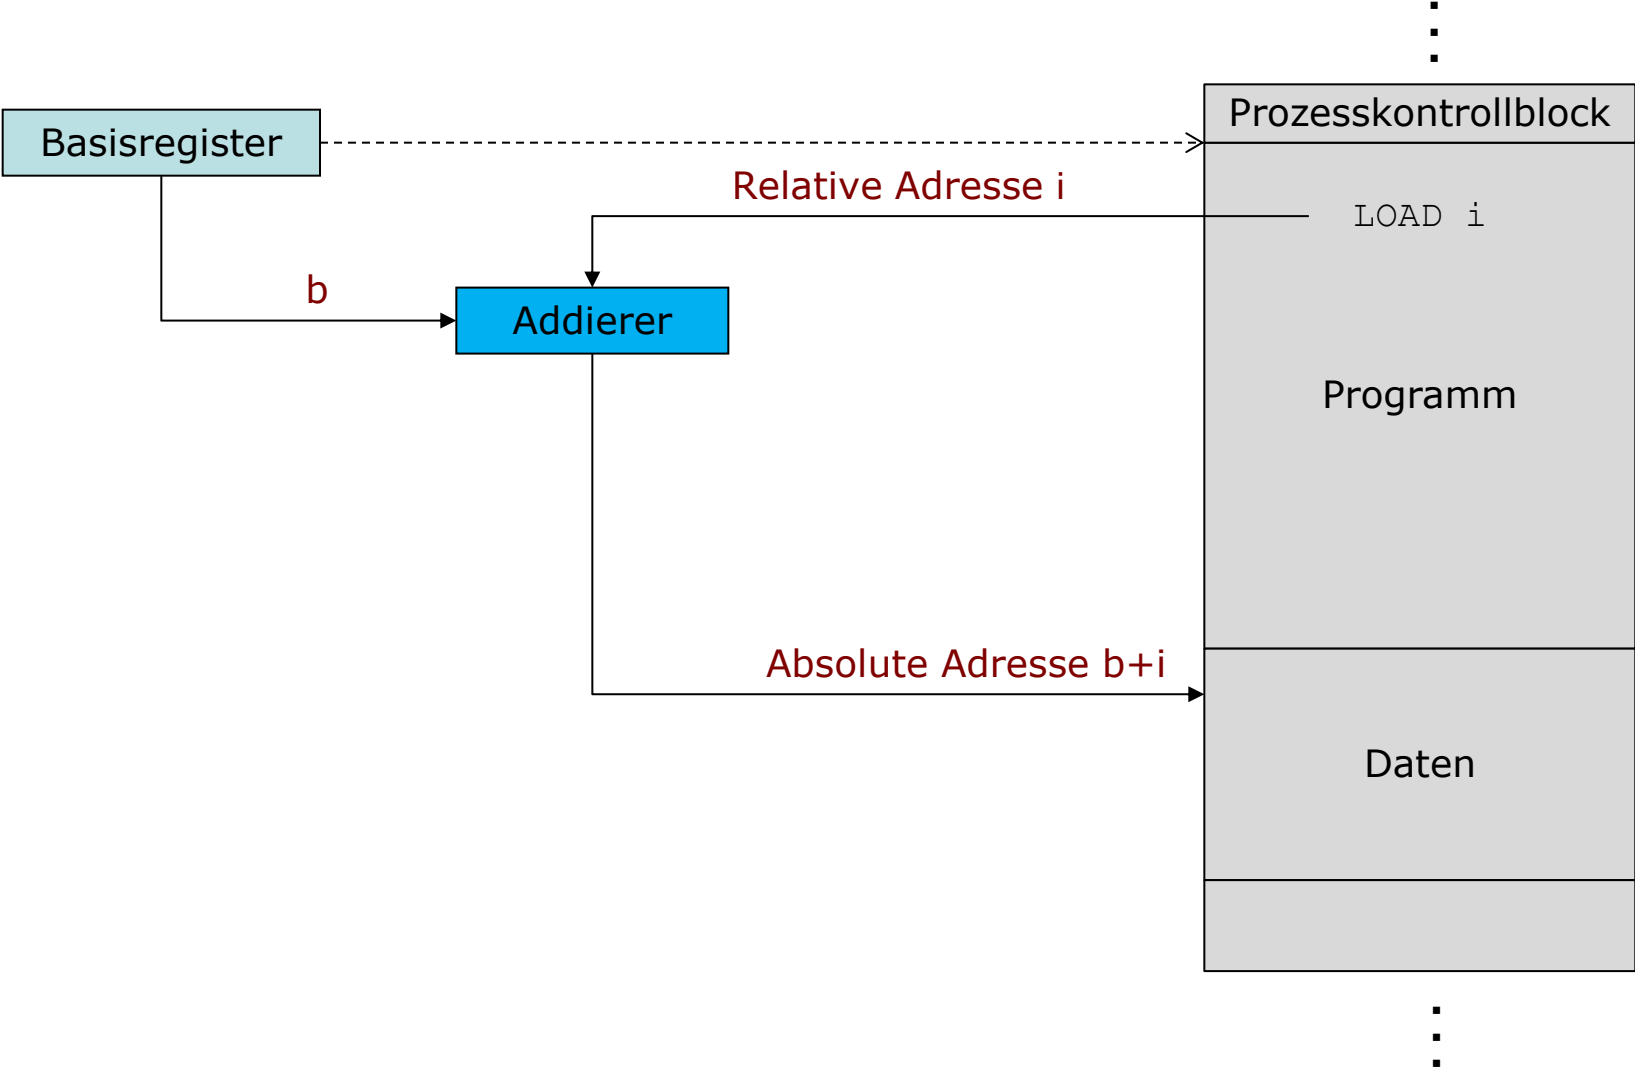 Prozesskontrollblock
Basisregister
Relative Adresse i
LOAD i
b
Addierer
Programm
Absolute Adresse b+i
Daten